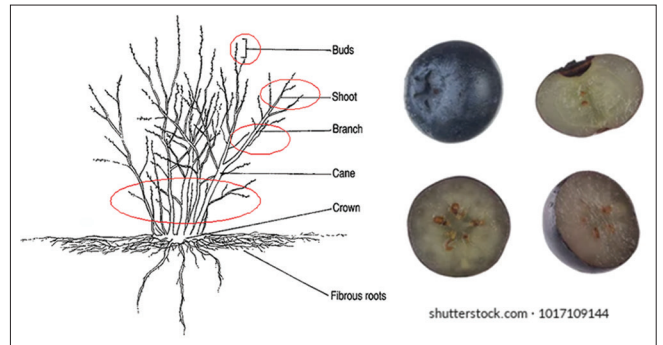 Buds
Shoot
Branch
Cane
Crown
Fibrous roots
shutterstock.com · 1017109144